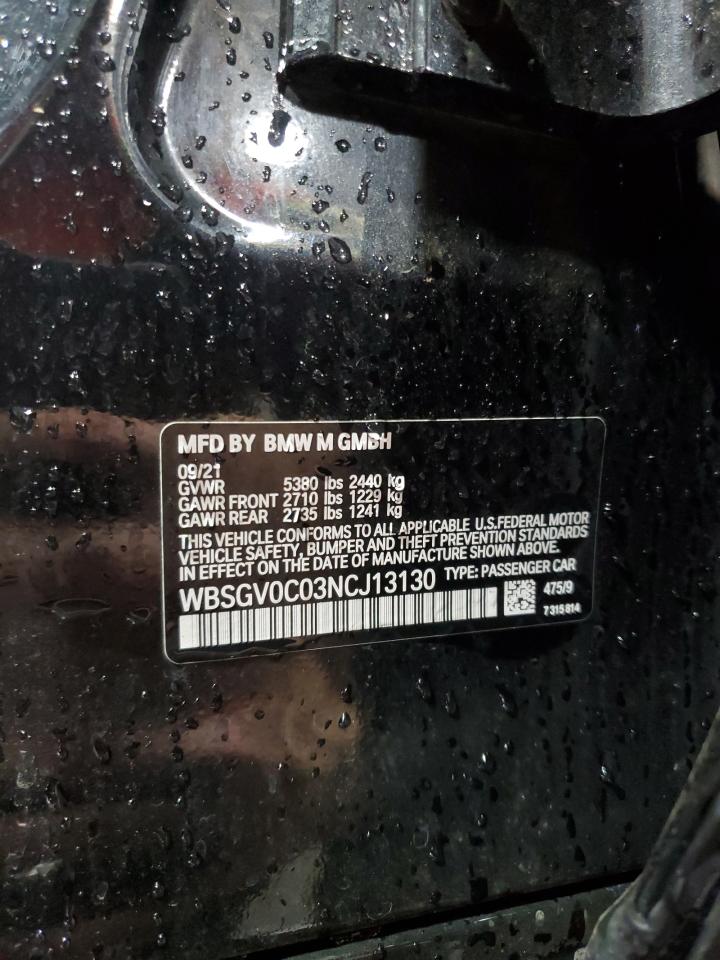 MFD BY BMW M GMBH
09/21
GVWR 5380 lbs 2440 kg
GAWR FRONT 2710 lbs 1229 kg
GAWR REAR 2735 lbs 1241 kg
THIS VEHICLE CONFORMS TO ALL APPLICABLE U.S.FEDERAL MOTOR
VEHICLE SAFETY, BUMPER AND THEFT PREVENTION STANDARDS
IN EFFECT ON THE DATE OF MANUFACTURE SHOWN ABOVE.
WBSGV0C03NCJ13130 TYPE: PASSENGER CAR
475/9
7315814